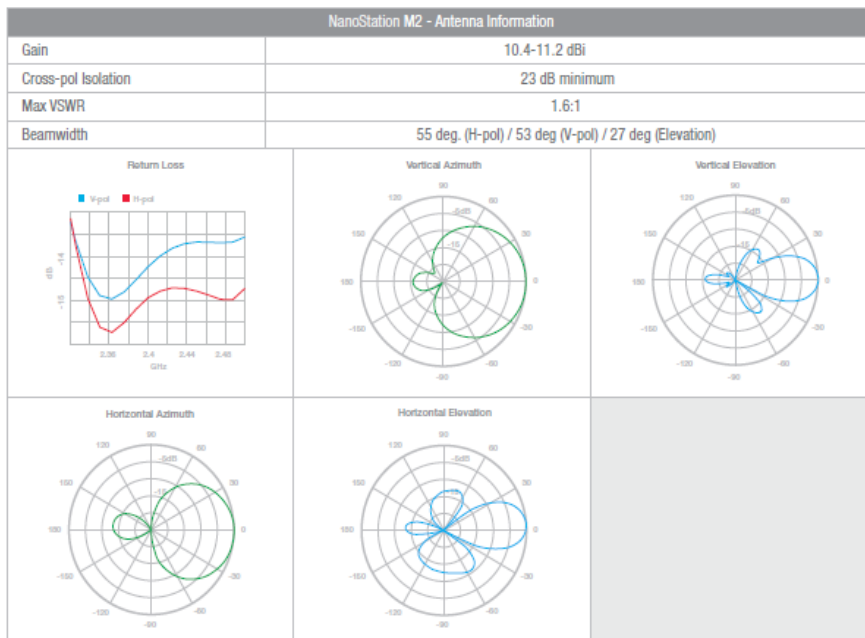 NanoStation M2 - Antenna Information
Gain 10.4-11.2 dBi
Cross-pol Isolation 23 dB minimum
Max VSWR 1.6:1
Beamwidth 55 deg. (H-pol) / 53 deg (V-pol) / 27 deg (Elevation)
Return Loss
V-pol H-pol
dB
-14
2.36 2.4 2.44 2.48
GHz
Vertical Azimuth
90
120 60
-5dB
150 30
-15
180 0
-150 -30
-120 -60
-90
Vertical Elevation
90
120 60
-5dB
150 30
-15
180 0
-150 -30
-120 -60
-90
Horizontal Azimuth
90
120 60
-5dB
150 30
-15
180 0
-150 -30
-120 -60
-90
Horizontal Elevation
90
120 60
-5dB
150 30
-15
180 0
-150 -30
-120 -60
-90